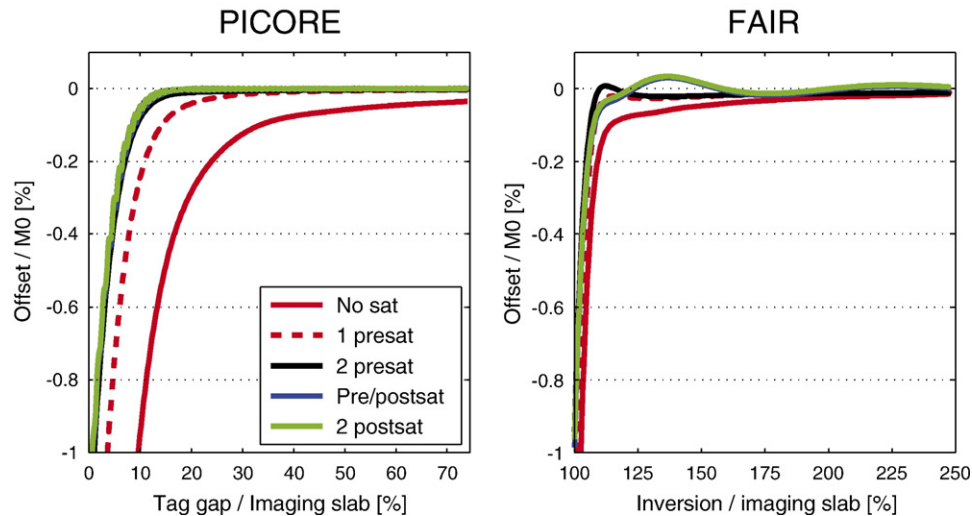 PICORE
0
-0.2
-0.4
-0.6
-0.8
-1
Offset / M0 [%]
0 10 20 30 40 50 60 70
Tag gap / Imaging slab [%]
No sat
1 presat
2 presat
Pre/postsat
2 postsat
FAIR
0
-0.2
-0.4
-0.6
-0.8
-1
Offset / M0 [%]
100 125 150 175 200 225 250
Inversion / imaging slab [%]